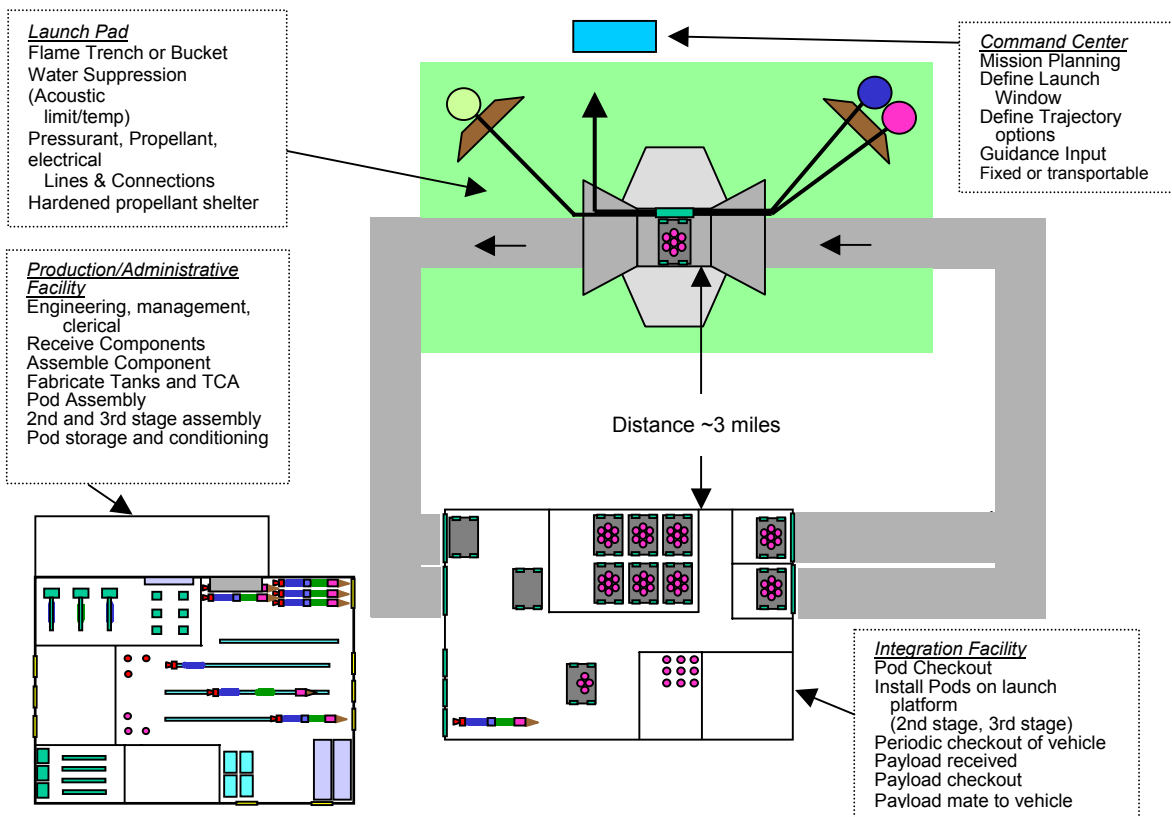 Launch Pad
Flame Trench or Bucket
Water Suppression
(Acoustic
limit/temp)
Pressurant, Propellant,
electrical
Lines & Connections
Hardened propellant shelter
Command Center
Mission Planning
Define Launch
Window
Define Trajectory
options
Guidance Input
Fixed or transportable
Production/Administrative
Facility
Engineering, management,
clerical
Receive Components
Assemble Component
Fabricate Tanks and TCA
Pod Assembly
2nd and 3rd stage assembly
Pod storage and conditioning
Distance ~3 miles
Integration Facility
Pod Checkout
Install Pods on launch
platform
(2nd stage, 3rd stage)
Periodic checkout of vehicle
Payload received
Payload checkout
Payload mate to vehicle